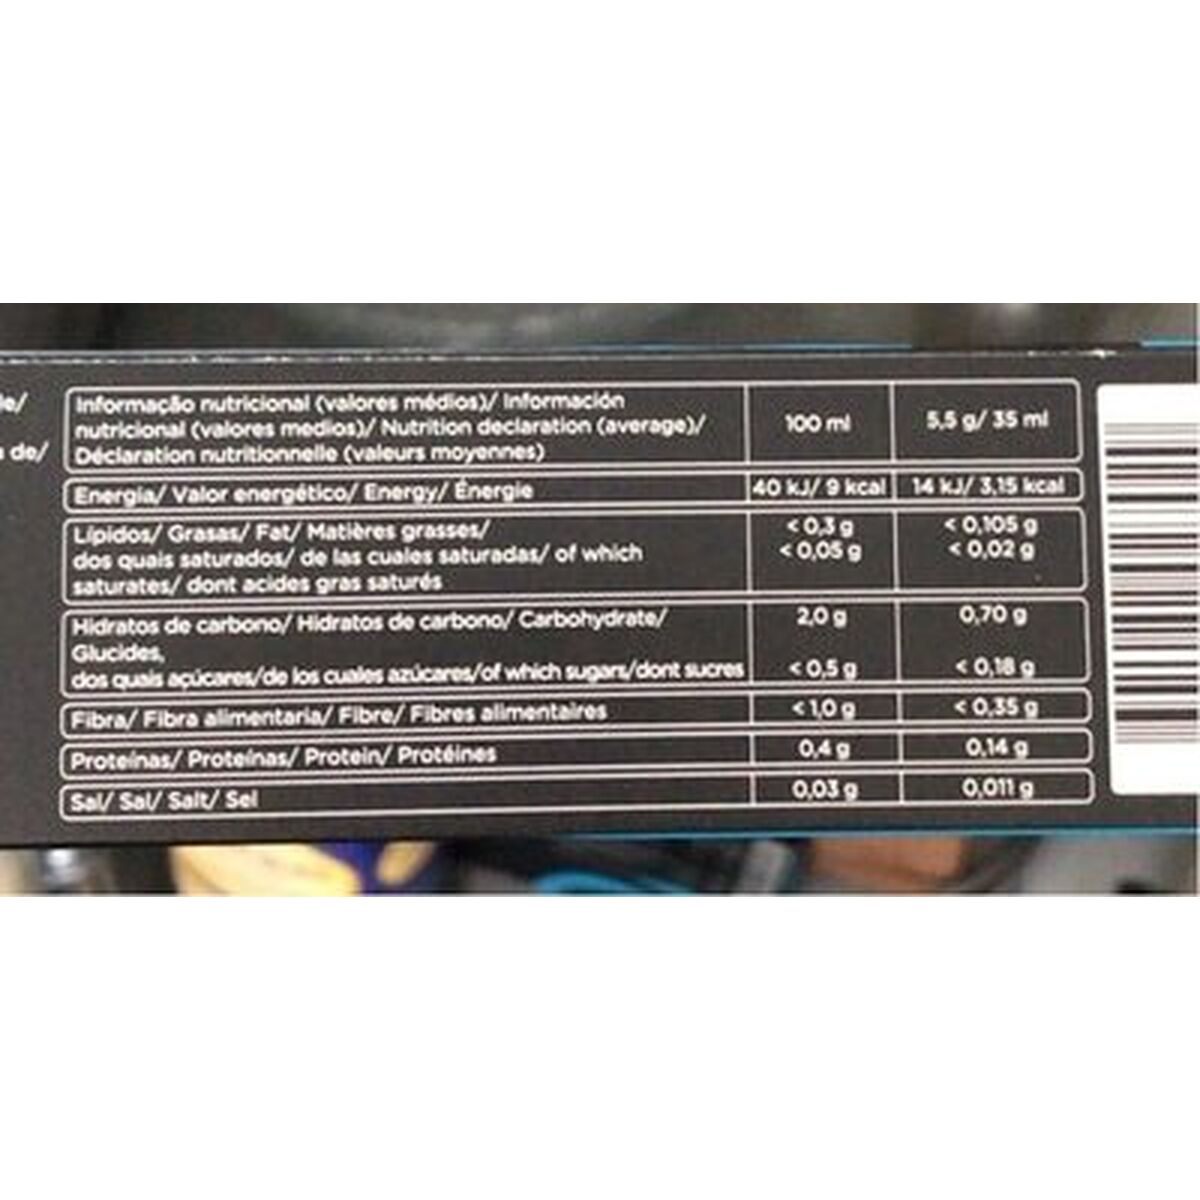 le/
de/
Informação nutricional (valores médios)/ Información
nutricional (valores medios)/ Nutrition declaration (average)/
Déclaration nutritionnelle (valeurs moyennes)
100 ml
5,5 g/ 35 ml
Energia/ Valor energético/ Energy/ Énergie
40 kJ/ 9 kcal
14 kJ/ 3,15 kcal
Lípidos/ Grasas/ Fat/ Matières grasses/
< 0,3 g
< 0,105 g
dos quais saturados/ de las cuales saturadas/ of which
< 0,05 g
< 0,02 g
saturates/ dont acides gras saturés
Hidratos de carbono/ Hidratos de carbono/ Carbohydrate/
2,0 g
0,70 g
Glucides,
dos quais açúcares/de los cuales azúcares/of which sugars/dont sucres
< 0,5 g
< 0,18 g
Fibra/ Fibra alimentaria/ Fibre/ Fibres alimentaires
< 1,0 g
< 0,35 g
Proteínas/ Proteínas/ Protein/ Protéines
0,4 g
0,14 g
Sal/ Sal/ Salt/ Sel
0,03 g
0,011 g